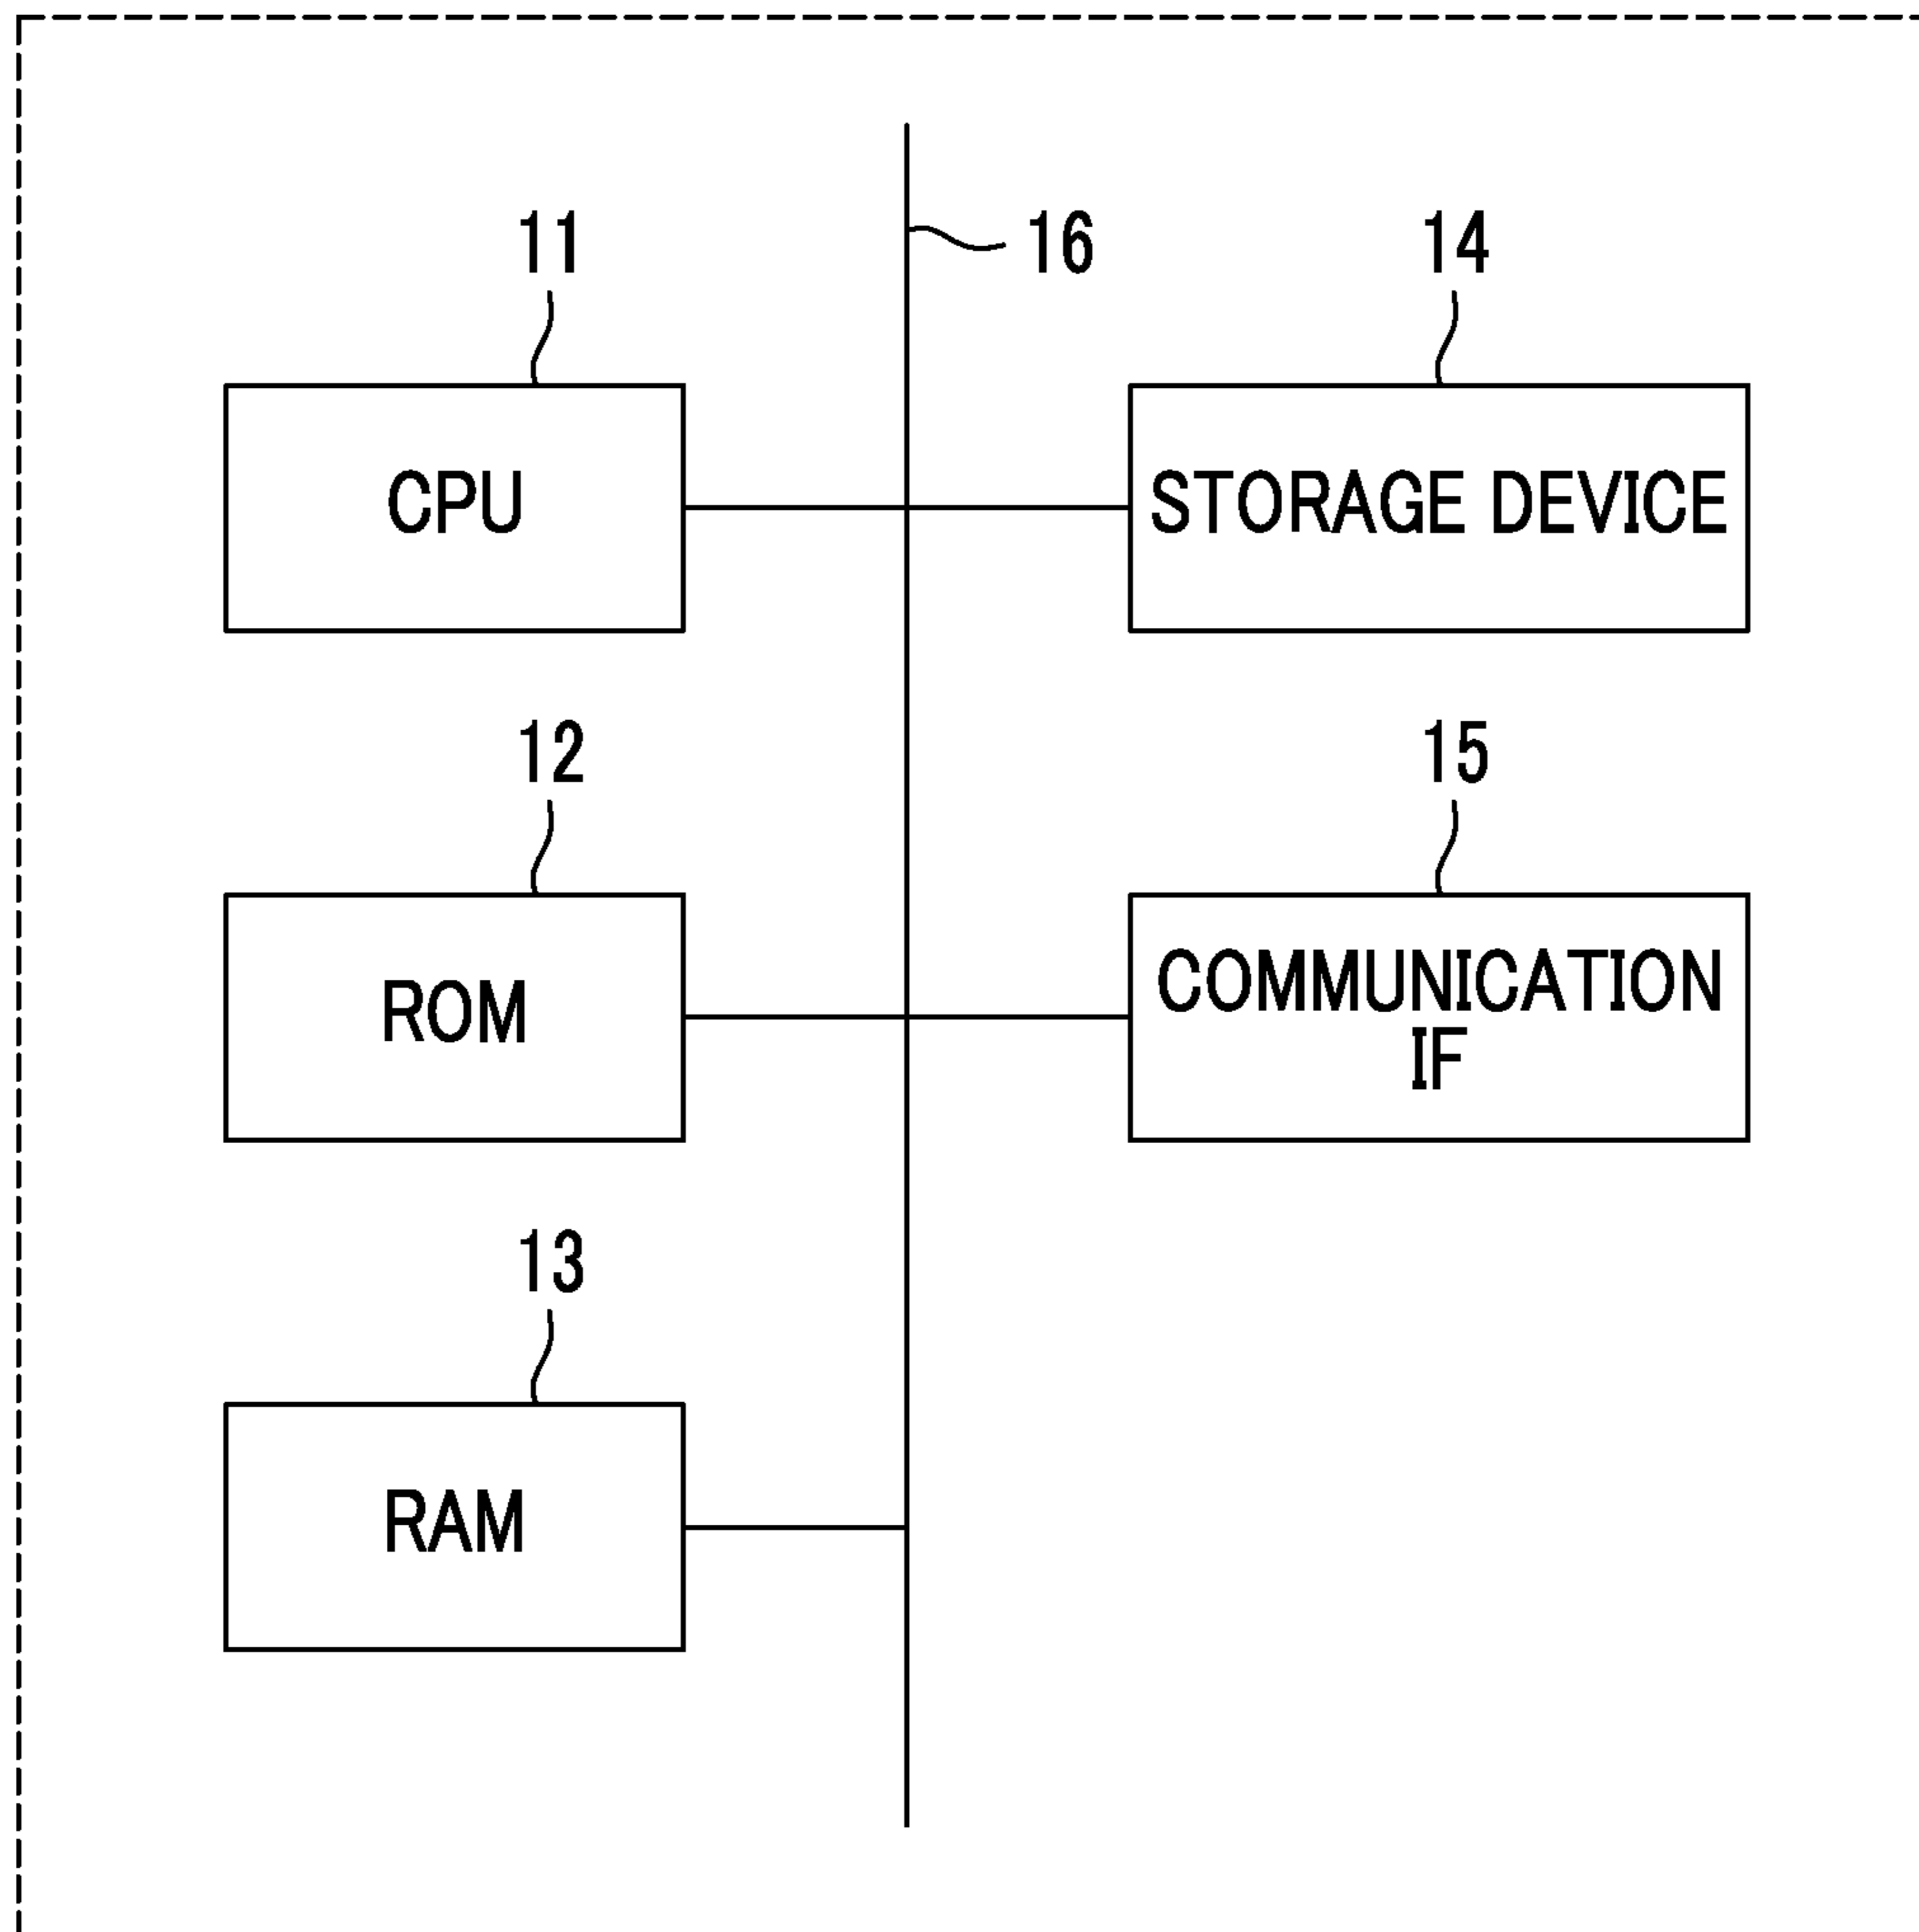 11
16
14
CPU
STORAGE DEVICE
12
15
ROM
COMMUNICATION
IF
13
RAM